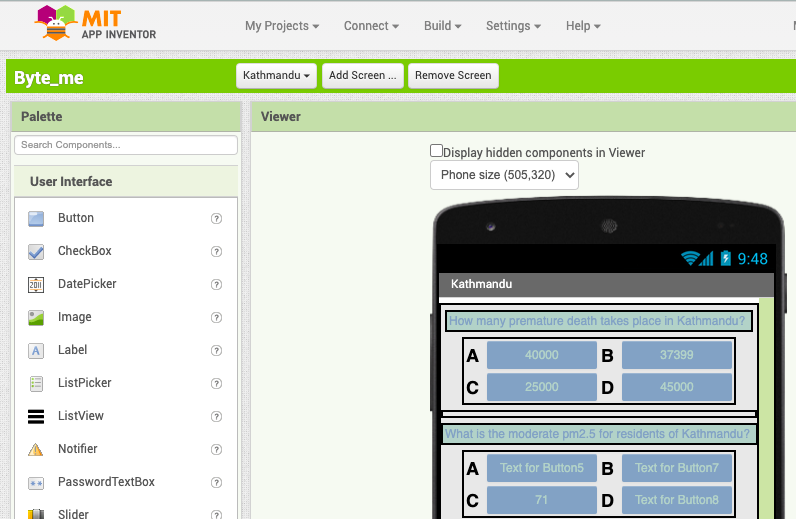 MIT
APP INVENTOR
My Projects Connect Build Settings Help
Byte_me
Kathmandu Add Screen ... Remove Screen
Palette
Viewer
Search Components...
Display hidden components in Viewer
Phone size (505,320)
User Interface
Button
CheckBox
DatePicker
2011
Image
Label
A
ListPicker
ListView
Notifier
PasswordTextBox
Slider
9:48
Kathmandu
How many premature death takes place in Kathmandu?
A 40000 B 37399
C 25000 D 45000
What is the moderate pm2.5 for residents of Kathmandu?
A Text for Button5 B Text for Button7
C 71 D Text for Button8